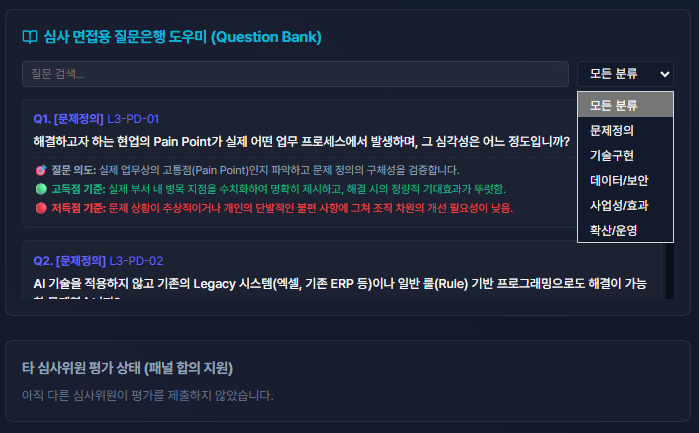 심사 면접용 질문은행 도우미 (Question Bank)
질문 검색...
모든 분류
모든 분류
문제정의
기술구현
데이터/보안
사업성/효과
확산/운영
Q1. [문제정의] L3-PD-01
해결하고자 하는 현업의 Pain Point가 실제 어떤 업무 프로세스에서 발생하며, 그 심각성은 어느 정도입니까?
질문 의도: 실제 업무상의 고통점(Pain Point)인지 파악하고 문제 정의의 구체성을 검증합니다.
고득점 기준: 실제 부서 내 병목 지점을 수치화하여 명확히 제시하고, 해결 시의 정량적 기대효과가 뚜렷함.
저득점 기준: 문제 상황이 추상적이거나 개인의 단발적인 불편 사항에 그쳐 조직 차원의 개선 필요성이 낮음.
Q2. [문제정의] L3-PD-02
AI 기술을 적용하지 않고 기존의 Legacy 시스템(엑셀, 기존 ERP 등)이나 일반 룰(Rule) 기반 프로그래밍으로도 해결이 가능
타 심사위원 평가 상태 (패널 합의 지원)
아직 다른 심사위원이 평가를 제출하지 않았습니다.